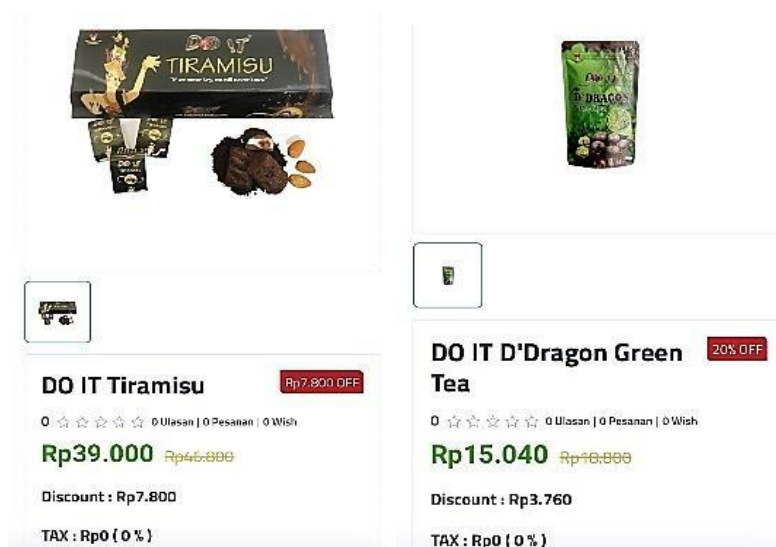 DO IT
TIRAMISU
DO IT
DO IT Tiramisu
Rp7.800 OFF
0 ☆ ☆ ☆ ☆ ☆ 0 Ulasan | 0 Pesanan | 0 Wish
Rp39.000 Rp46.800
Discount : Rp7.800
TAX : Rp0 ( 0 % )
D'DRAGON
DO IT D'Dragon Green
Tea
20% OFF
0 ☆ ☆ ☆ ☆ ☆ 0 Ulasan | 0 Pesanan | 0 Wish
Rp15.040 Rp18.800
Discount : Rp3.760
TAX : Rp0 ( 0 % )